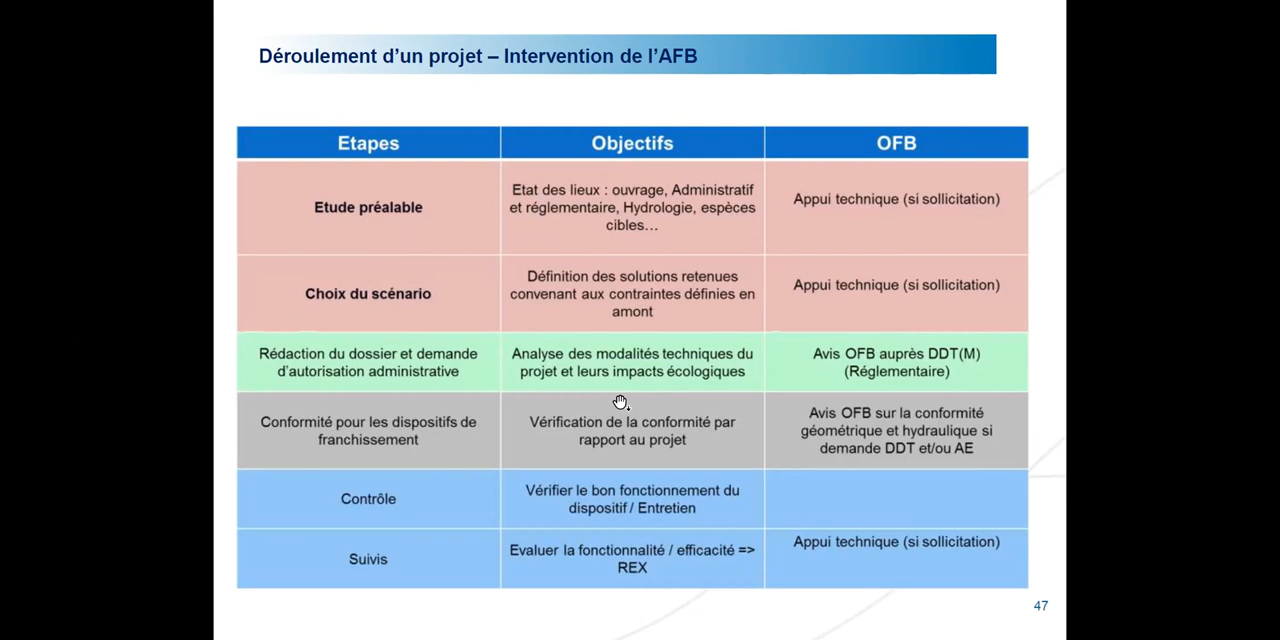 Déroulement d’un projet – Intervention de l’AFB
Etapes
Objectifs
OFB
Etude préalable
Etat des lieux : ouvrage, Administratif
et réglementaire, Hydrologie, espèces
cibles…
Appui technique (si sollicitation)
Choix du scénario
Définition des solutions retenues
convenant aux contraintes définies en
amont
Appui technique (si sollicitation)
Rédaction du dossier et demande
d’autorisation administrative
Analyse des modalités techniques du
projet et leurs impacts écologiques
Avis OFB auprès DDT(M)
(Réglementaire)
Conformité pour les dispositifs de
franchissement
Vérification de la conformité par
rapport au projet
Avis OFB sur la conformité
géométrique et hydraulique si
demande DDT et/ou AE
Contrôle
Vérifier le bon fonctionnement du
dispositif / Entretien
Suivis
Evaluer la fonctionnalité / efficacité =>
REX
Appui technique (si sollicitation)
47